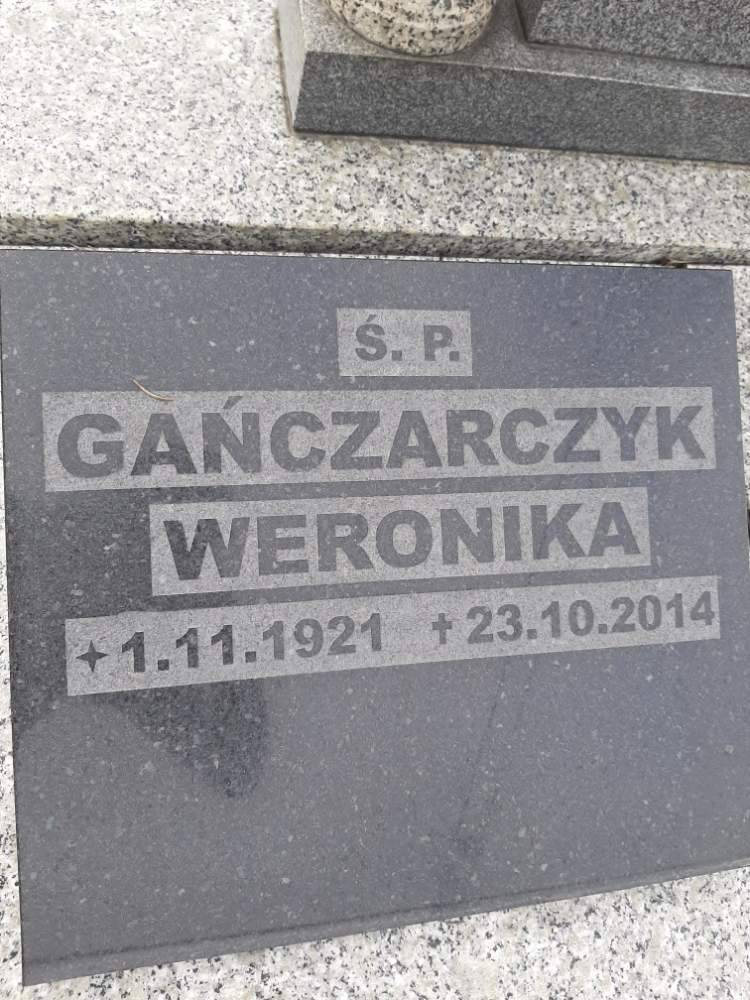 Ś. P.
GAŃCZARCZYK
WERONIKA
✦1.11.1921 ✝23.10.2014